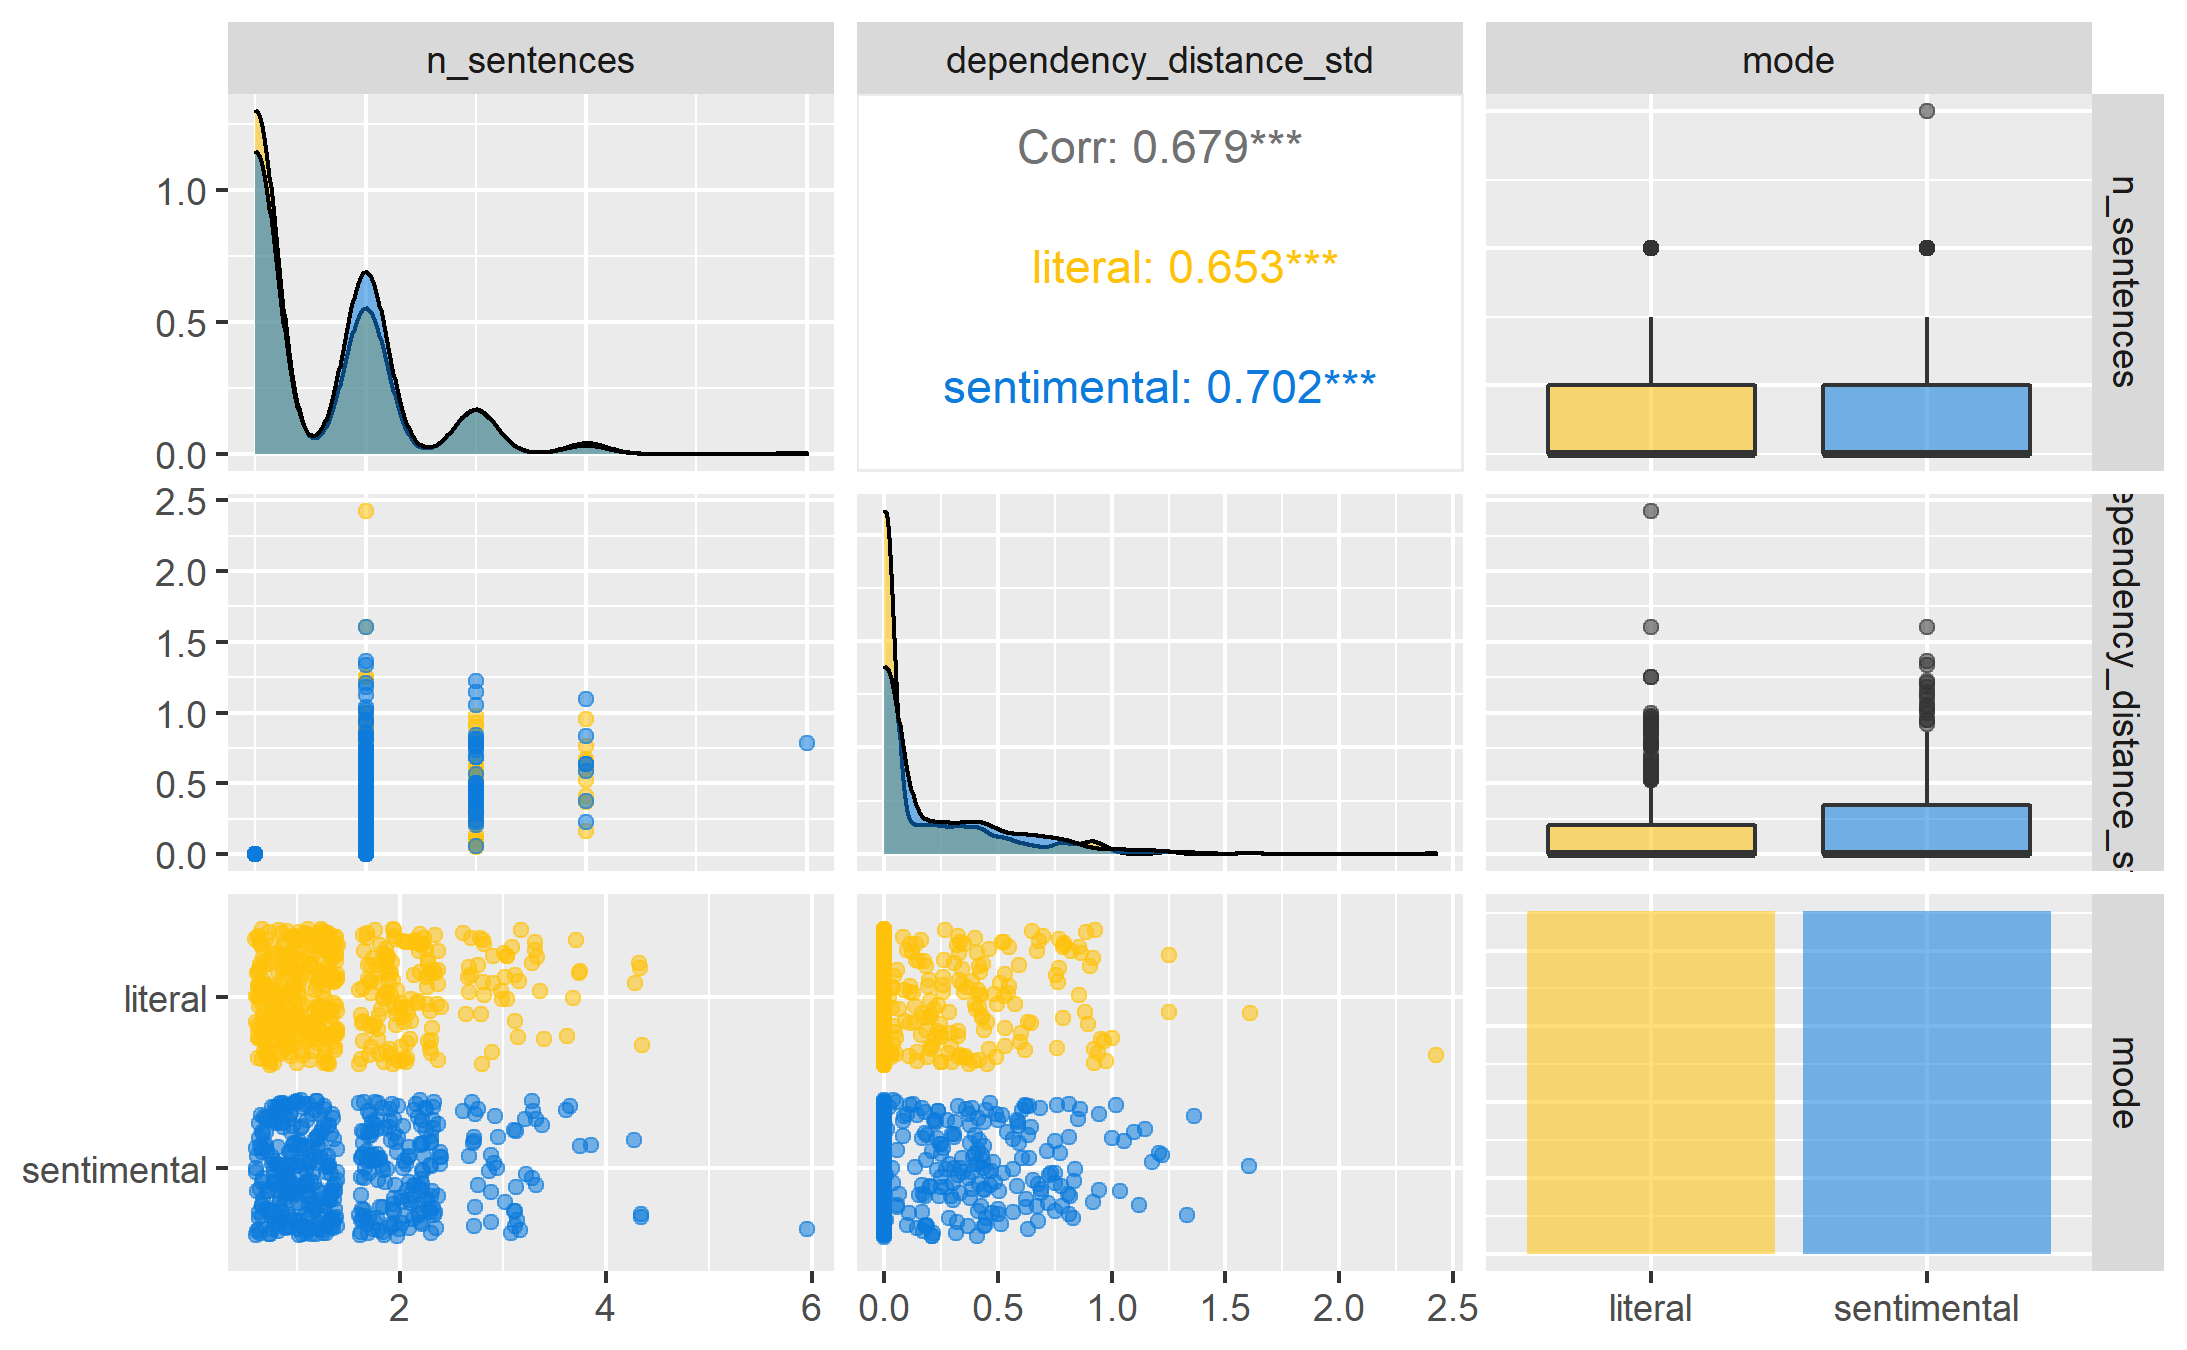 n_sentences dependency_distance_std mode
Corr: 0.679***
literal: 0.653***
sentimental: 0.702***
1.0
0.5
0.0
n_sentences
2.5
2.0
1.5
1.0
0.5
0.0
ependency_distance_s
literal
sentimental
mode
2 4 6
0.0 0.5 1.0 1.5 2.0 2.5
literal sentimental